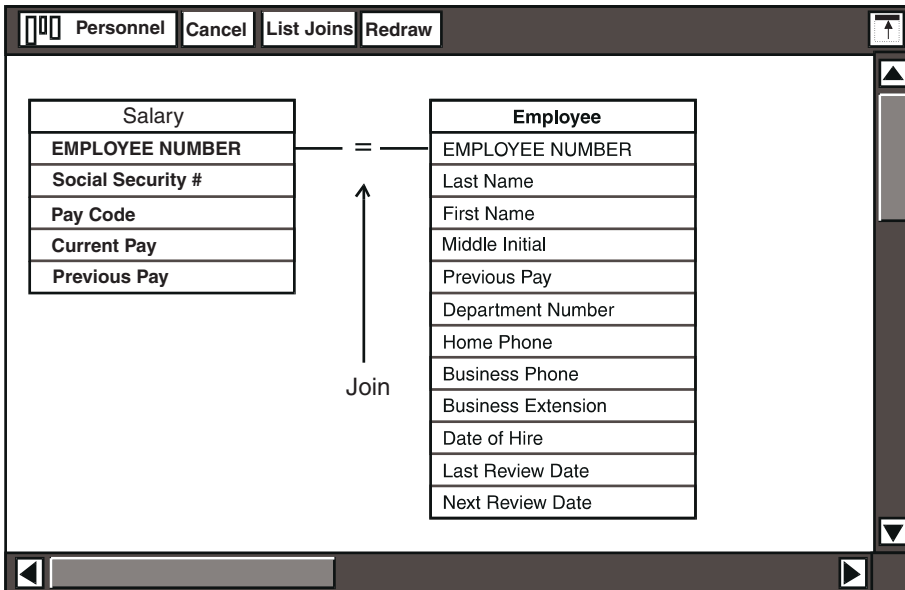 Personnel Cancel List Joins Redraw
Salary
EMPLOYEE NUMBER
Social Security #
Pay Code
Current Pay
Previous Pay
=
Join
Employee
EMPLOYEE NUMBER
Last Name
First Name
Middle Initial
Previous Pay
Department Number
Home Phone
Business Phone
Business Extension
Date of Hire
Last Review Date
Next Review Date